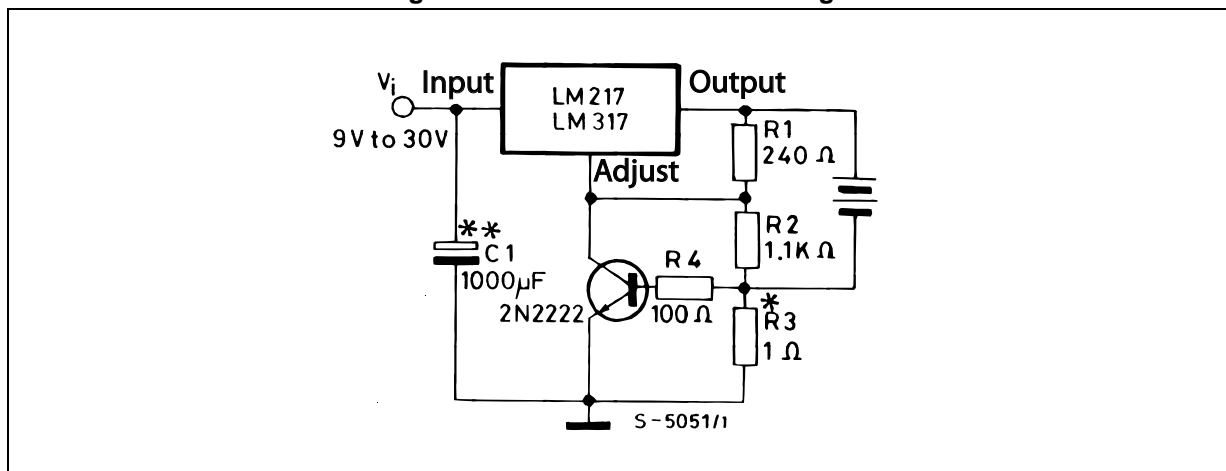 Vi
Input
9V to 30V
LM217
LM317
Output
Adjust
R1
240 Ω
R2
1.1K Ω
**
C1
1000µF
2N2222
R4
100 Ω
*
R3
1 Ω
S-5051/1